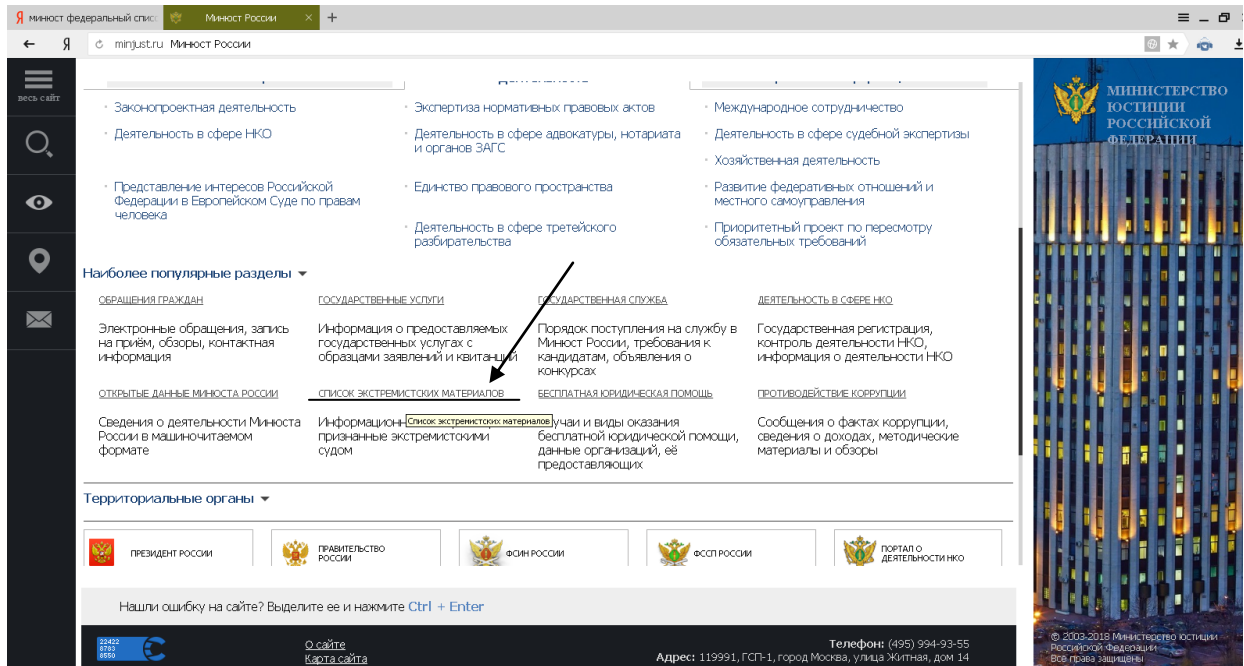 Я минюст федеральный спис
Минюст России
Я minjust.ru Минюст России
весь сайт
Законопроектная деятельность
Деятельность в сфере НКО
Представление интересов Российской
Федерации в Европейском Суде по правам
человека
Экспертиза нормативных правовых актов
Деятельность в сфере адвокатуры, нотариата
и органов ЗАГС
Единство правового пространства
Деятельность в сфере третейского
разбирательства
Международное сотрудничество
Деятельность в сфере судебной экспертизы
Хозяйственная деятельность
Развитие федеративных отношений и
местного самоуправления
Приоритетный проект по пересмотру
обязательных требований
Наиболее популярные разделы
ОБРАЩЕНИЯ ГРАЖДАН
Электронные обращения, запись
на приём, обзоры, контактная
информация
ГОСУДАРСТВЕННЫЕ УСЛУГИ
Информация о предоставляемых
государственных услугах с
образцами заявлений и квитанций
ГОСУДАРСТВЕННАЯ СЛУЖБА
Порядок поступления на службу в
Минюст России, требования к
кандидатам, объявления о
конкурсах
ДЕЯТЕЛЬНОСТЬ В СФЕРЕ НКО
Государственная регистрация,
контроль деятельности НКО,
информация о деятельности НКО
ОТКРЫТЫЕ ДАННЫЕ МИНЮСТА РОССИИ
Сведения о деятельности Минюста
России в машиночитаемом
формате
СПИСОК ЭКСТРЕМИСТСКИХ МАТЕРИАЛОВ
Список экстремистских материалов
Информационн
признанные экстремистскими
судом
БЕСПЛАТНАЯ ЮРИДИЧЕСКАЯ ПОМОЩЬ
учаи и виды оказания
бесплатной юридической помощи,
данные организаций, её
предоставляющих
ПРОТИВОДЕЙСТВИЕ КОРРУПЦИИ
Сообщения о фактах коррупции,
сведения о доходах, методические
материалы и обзоры
Территориальные органы
ПРЕЗИДЕНТ РОССИИ
ПРАВИТЕЛЬСТВО
РОССИИ
ФСИН РОССИИ
ФССП РОССИИ
ПОРТАЛ О
ДЕЯТЕЛЬНОСТИ НКО
Нашли ошибку на сайте? Выделите ее и нажмите Ctrl + Enter
22422
8783
8550
О сайте
Карта сайта
Телефон: (495) 994-93-55
Адрес: 119991, ГСП-1, город Москва, улица Житная, дом 14
МИНИСТЕРСТВО
ЮСТИЦИИ
РОССИЙСКОЙ
ФЕДЕРАЦИИ
© 2003-2018 Министерство юстиции
Российской Федерации
Все права защищены